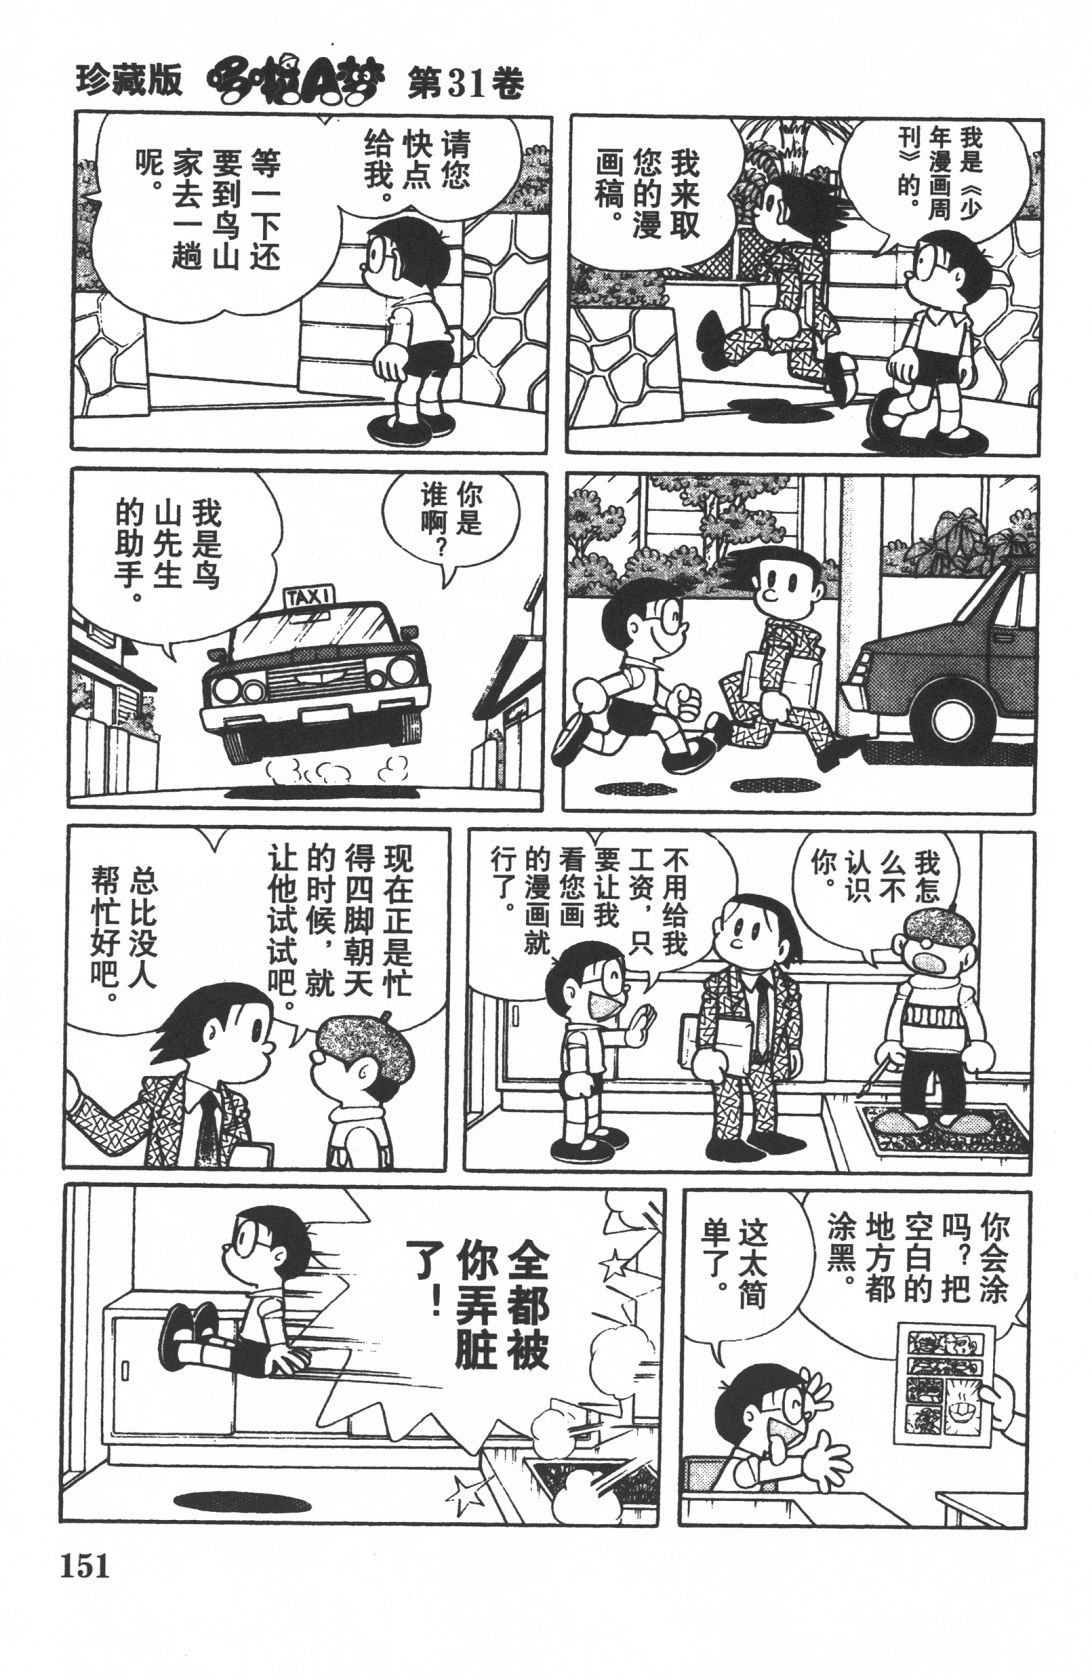 珍藏版 哆啦A梦 第31卷
我是《少
年漫画周
刊》的。
我来取
您的漫
画稿。
请您
快点
给我。
等一下还
要到鸟山
家去一趟
呢。
你是
谁啊？
我是鸟
山先生
的助手。
TAXI
我怎
么不
认识
你。
不用给我
工资，只
要让我
看您画
的漫画就
行了。
现在正是忙
得四脚朝天
的时候，就
让他试试吧。
总比没人
帮忙好吧。
你会涂
吗？把
空白的
地方都
涂黑。
这太简
单了。
全都被
你弄脏
了！
151